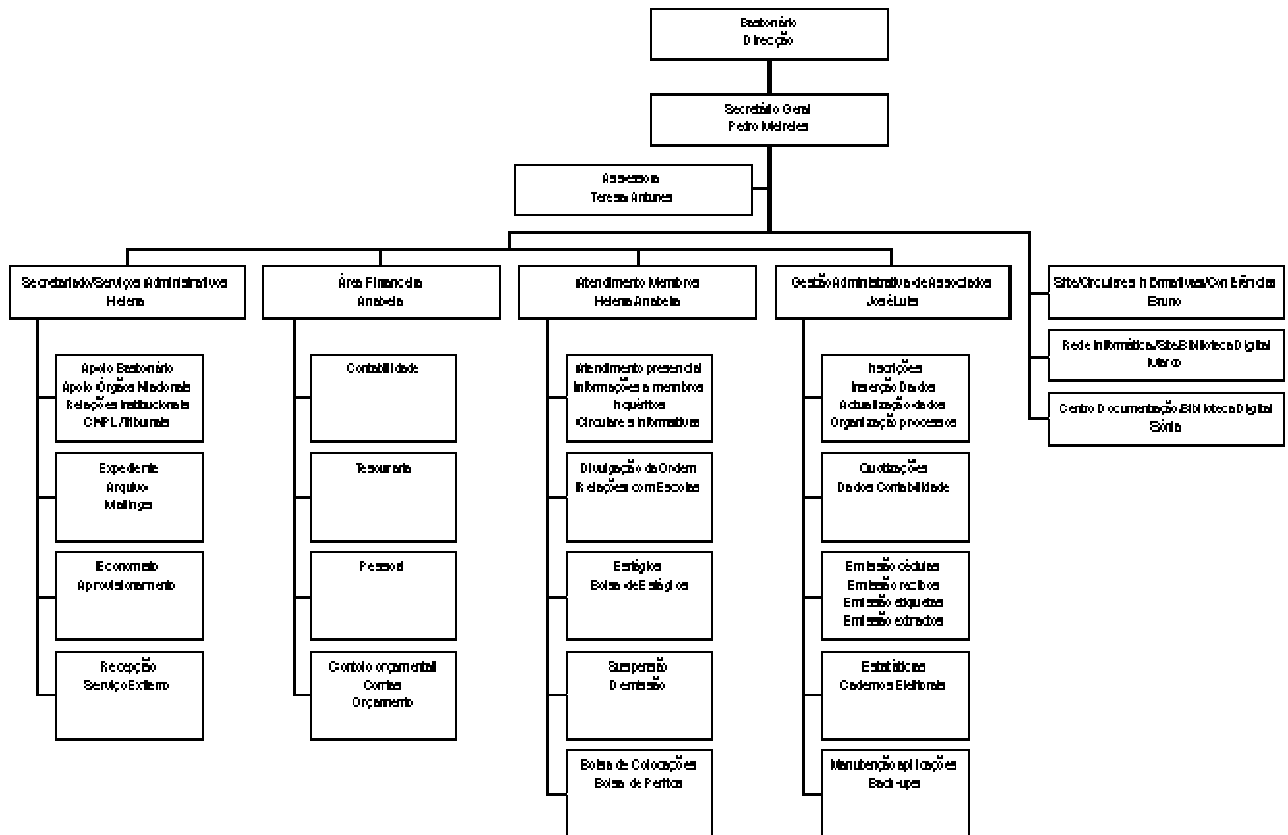 Bastonário
Direcção
Secretário Geral
Pedro Meireles
Assessora
Teresa Antunes
Secretariado/Serviços Administrativos
Helena
Área Financeira
Anabela
Atendimento Membros
Helena Anabela
Gestão Administrativa de Associados
José Luís
Site/Circulares Informativas/Conferências
Bruno
Rede Informática/Site/Biblioteca Digital
Marco
Centro Documentação/Biblioteca Digital
Sónia
Apoio Bastonário
Apoio Órgãos Nacionais
Relações Institucionais
CNPL/Tribunais
Expediente
Arquivo
Mailings
Economato
Aprovisionamento
Recepção
Serviço Externo
Contabilidade
Tesouraria
Pessoal
Controlo orçamental
Contas
Orçamento
Atendimento presencial
Informações a membros
Inquéritos
Circulares Informativas
Divulgação da Ordem
Relações com Escolas
Estágios
Bolsa de Estágios
Suspensão
Demissão
Bolsa de Colocações
Bolsa de Peritos
Inscrições
Inserção Dados
Actualização dados
Organização processos
Quotizações
Dados Contabilidade
Emissão cédulas
Emissão recibos
Emissão etiquetas
Emissão extractos
Estatísticas
Cadernos Eleitorais
Manutenção aplicações
Back-ups